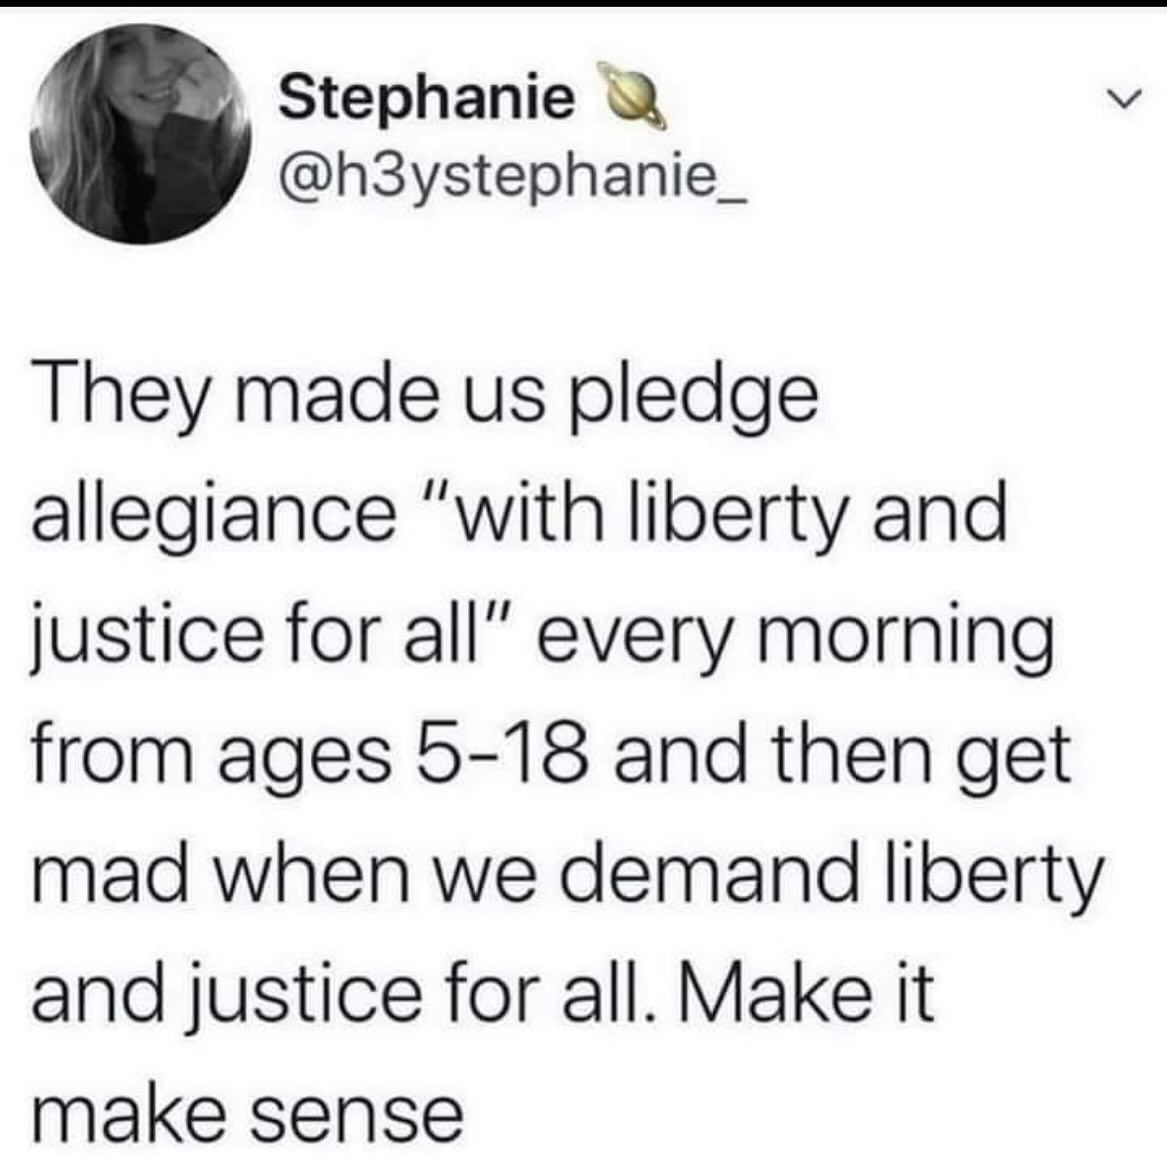 Stephanie 🪐
@h3ystephanie_
They made us pledge
allegiance "with liberty and
justice for all" every morning
from ages 5-18 and then get
mad when we demand liberty
and justice for all. Make it
make sense